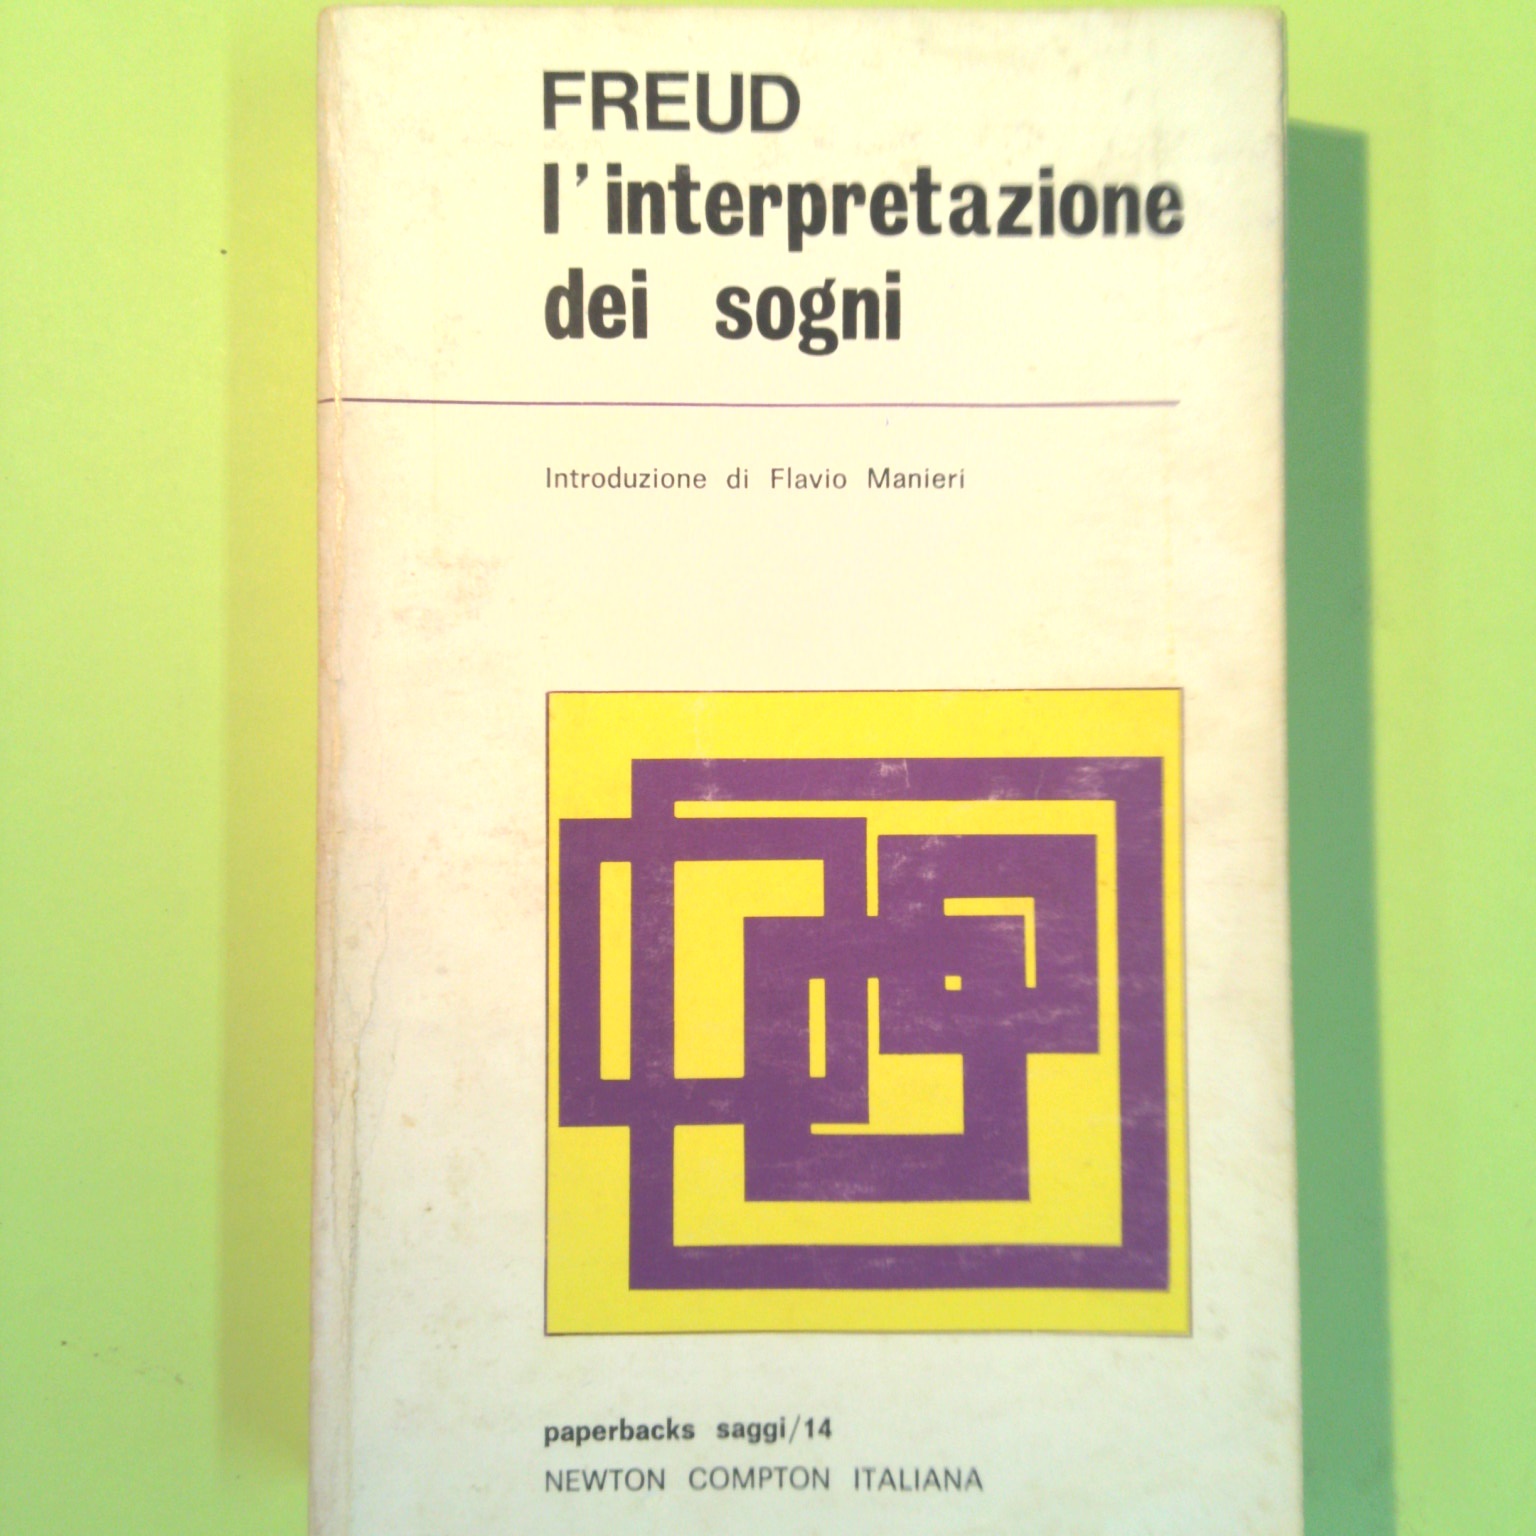 FREUD
l'interpretazione
dei sogni
Introduzione di Flavio Manieri
paperbacks saggi/14
NEWTON COMPTON ITALIANA